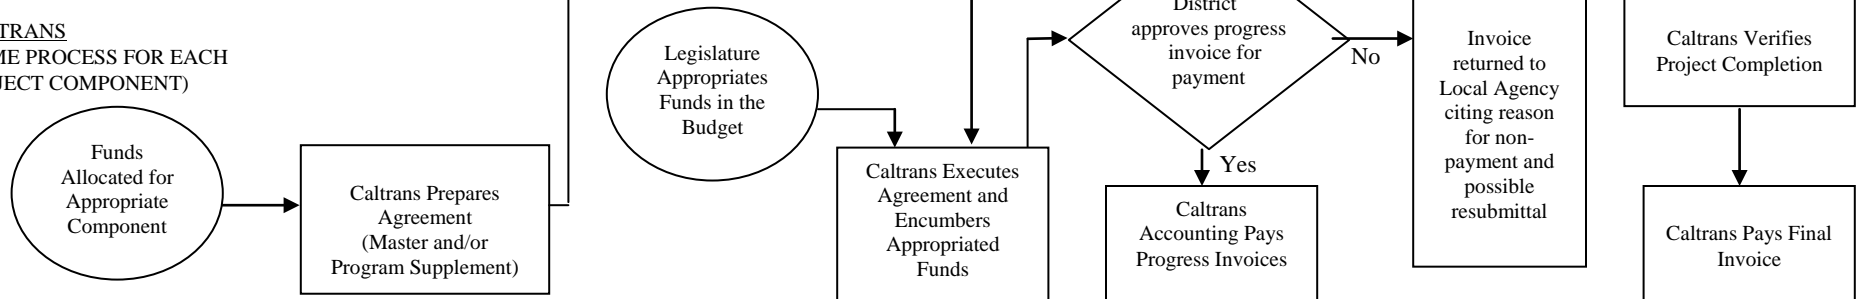 TRANS
ME PROCESS FOR EACH
JECT COMPONENT)
Funds
Allocated for
Appropriate
Component
Caltrans Prepares
Agreement
(Master and/or
Program Supplement)
Legislature
Appropriates
Funds in the
Budget
Caltrans Executes
Agreement and
Encumbers
Appropriated
Funds
District
approves progress
invoice for
payment
No
Yes
Caltrans
Accounting Pays
Progress Invoices
Invoice
returned to
Local Agency
citing reason
for non-
payment and
possible
resubmittal
Caltrans Verifies
Project Completion
Caltrans Pays Final
Invoice